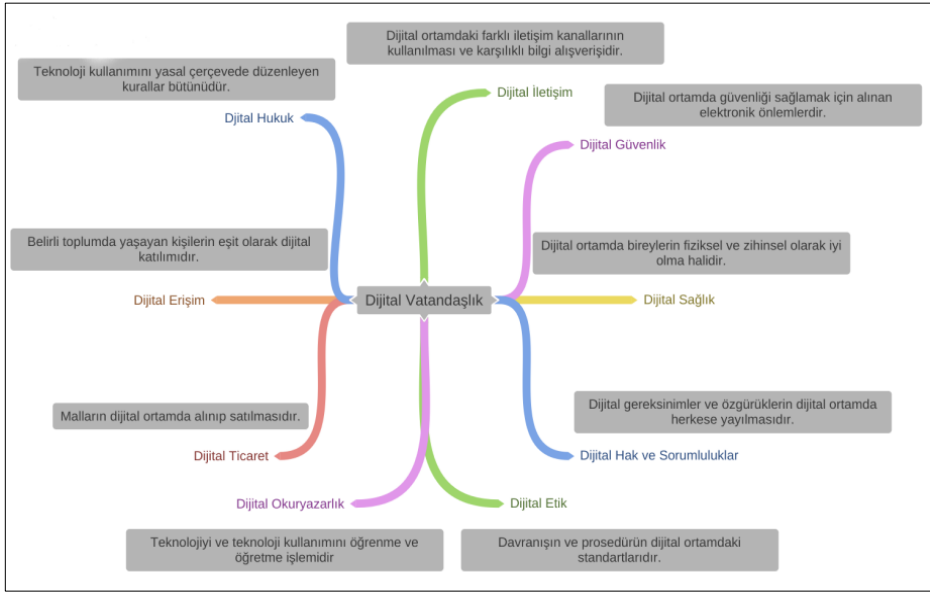 Dijital ortamdaki farklı iletişim kanallarının
kullanılması ve karşılıklı bilgi alışverişidir.
Dijital İletişim
Teknoloji kullanımını yasal çerçevede düzenleyen
kurallar bütünüdür.
Djital Hukuk
Dijital ortamda güvenliği sağlamak için alınan
elektronik önlemlerdir.
Dijital Güvenlik
Belirli toplumda yaşayan kişilerin eşit olarak dijital
katılımıdır.
Dijital Erişim
Dijital Vatandaşlık
Dijital ortamda bireylerin fiziksel ve zihinsel olarak iyi
olma halidir.
Dijital Sağlık
Malların dijital ortamda alınıp satılmasıdır.
Dijital Ticaret
Dijital gereksinimler ve özgürüklerin dijital ortamda
herkese yayılmasıdır.
Dijital Hak ve Sorumluluklar
Dijital Okuryazarlık
Teknolojiyi ve teknoloji kullanımını öğrenme ve
öğretme işlemidir
Dijital Etik
Davranışın ve prosedürün dijital ortamdaki
standartlarıdır.